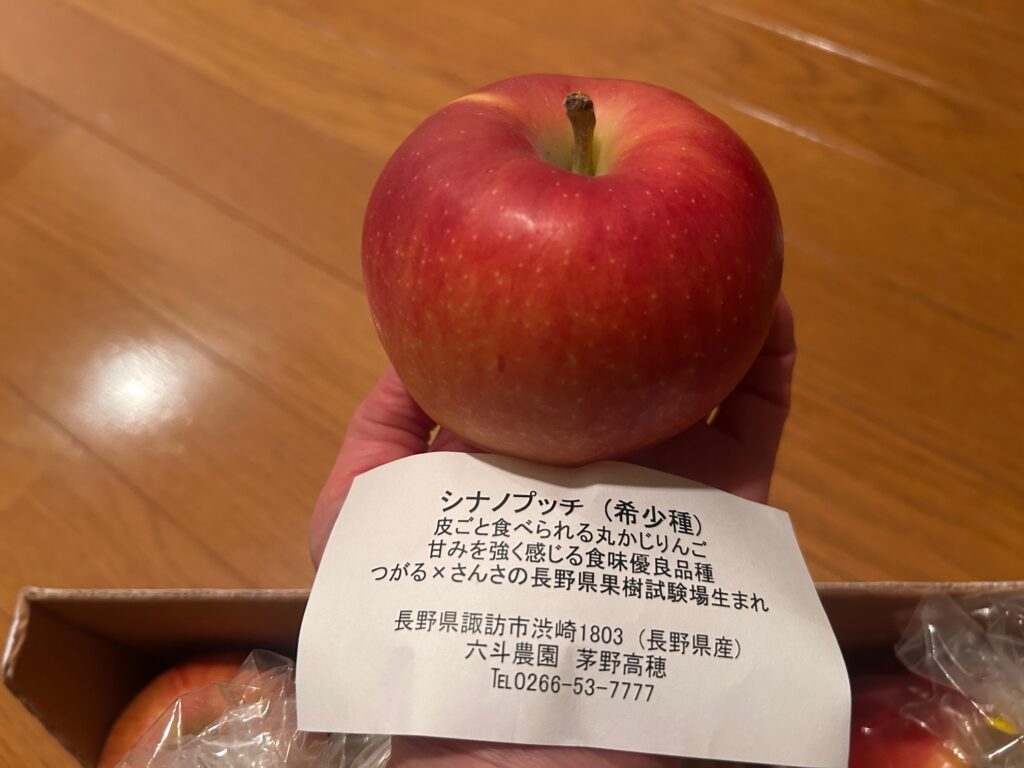 シナノプッチ（希少種）
皮ごと食べられる丸かじりんご
甘みを強く感じる食味優良品種
つがる×さんさの長野県果樹試験場生まれ
長野県諏訪市渋崎1803（長野県産）
六斗農園　茅野高穂
℡0266-53-7777